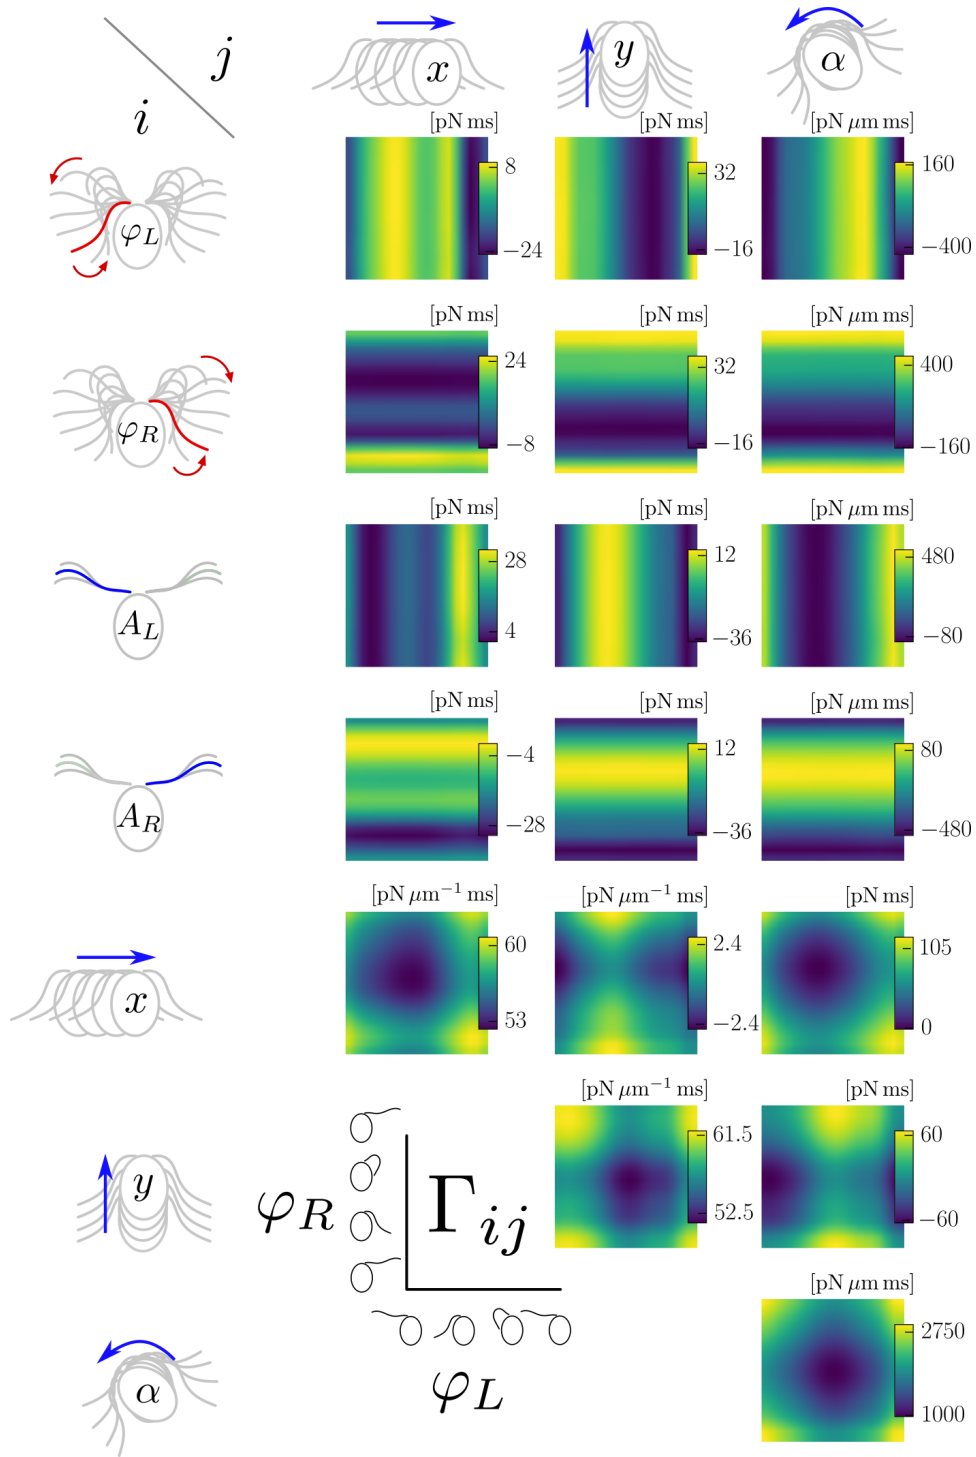 j
i
x
y
α
[pN ms]
[pN ms]
[pN μm ms]
φL
8
−24
32
−16
160
−400
[pN ms]
[pN ms]
[pN μm ms]
φR
24
−8
32
−16
400
−160
[pN ms]
[pN ms]
[pN μm ms]
AL
28
4
12
−36
480
−80
[pN ms]
[pN ms]
[pN μm ms]
AR
−4
−28
12
−36
80
−480
[pN μm⁻¹ ms]
[pN μm⁻¹ ms]
[pN ms]
x
60
53
2.4
−2.4
105
0
[pN μm⁻¹ ms]
[pN ms]
y
61.5
52.5
60
−60
φR
Γij
[pN μm ms]
α
2750
1000
φL